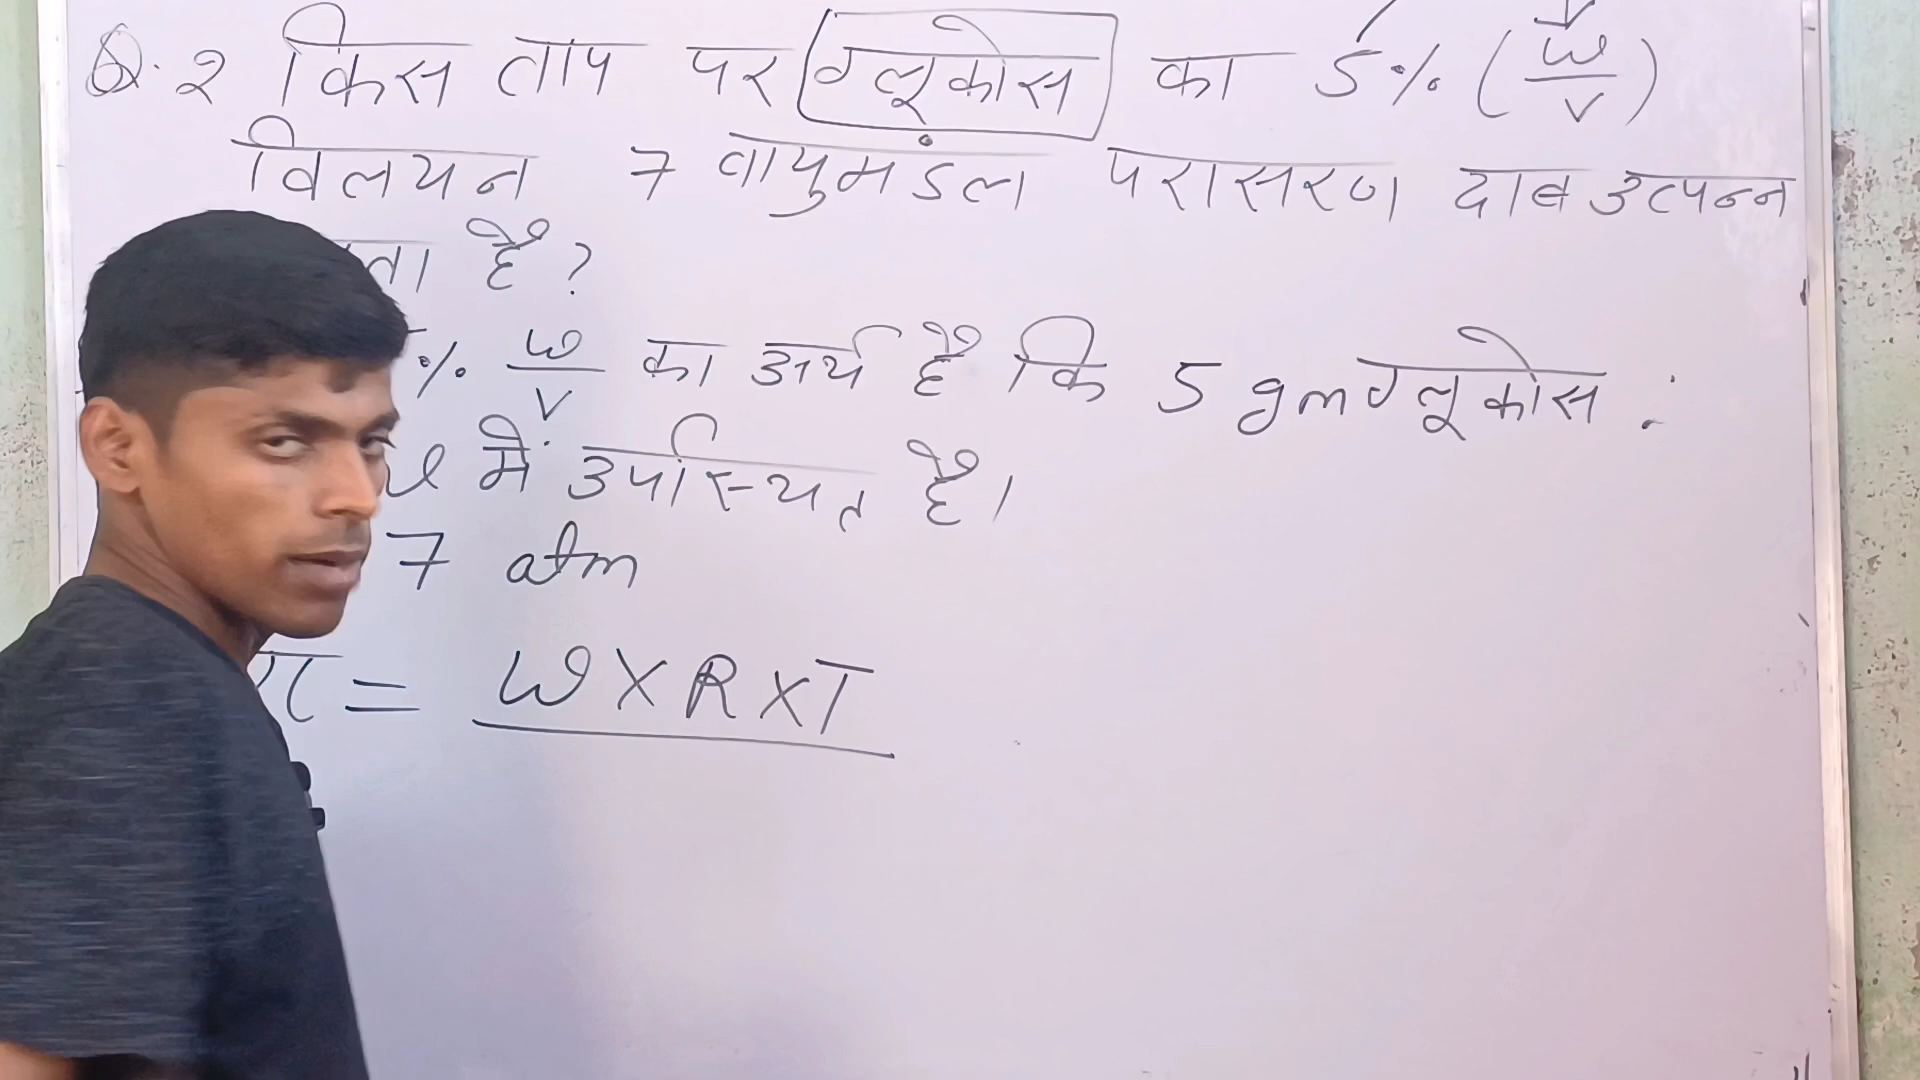 Q.2 किस ताप पर ग्लूकोस का 5% (w/v)
विलयन 7 वायुमंडल परासरण दाब उत्पन्न
है?
% w/v का अर्थ है कि 5 gm ग्लूकोस :
में उपस्थित है।
7 atm
π = W×R×T